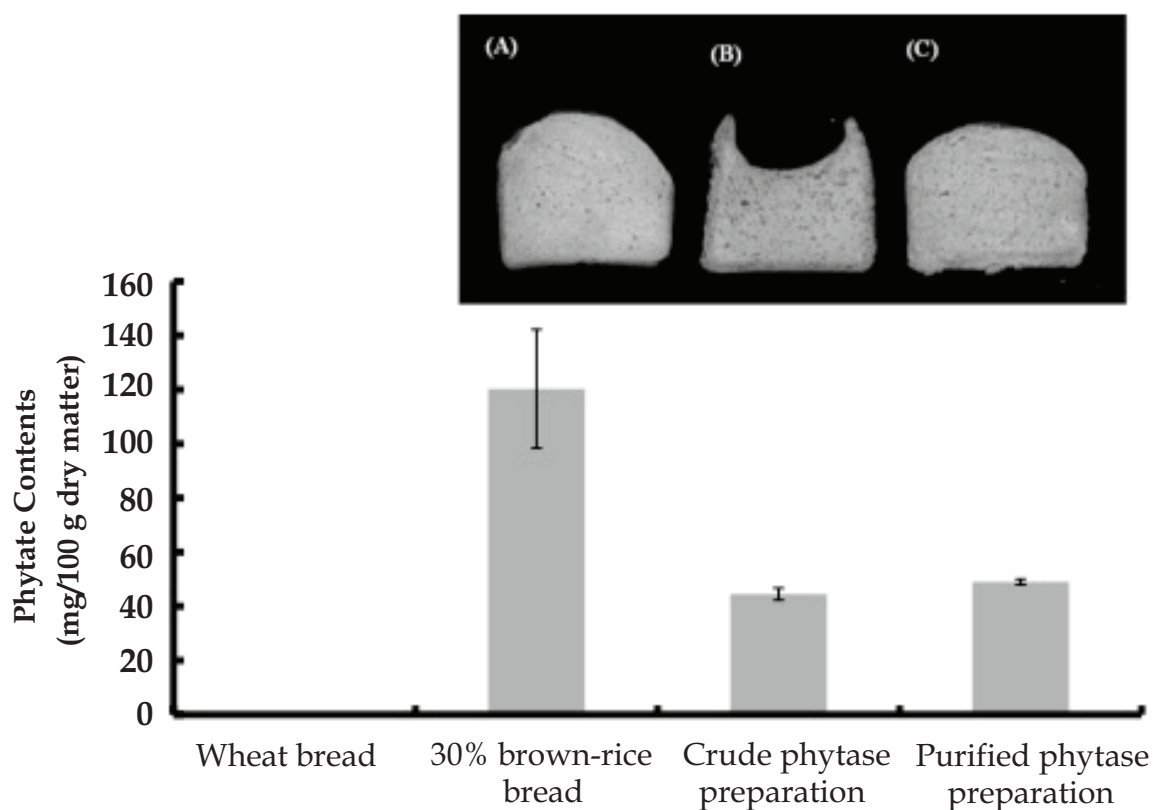 (A)
(B)
(C)
Phytate Contents
(mg/100 g dry matter)
160
140
120
100
80
60
40
20
0
Wheat bread
30% brown-rice
bread
Crude phytase
preparation
Purified phytase
preparation